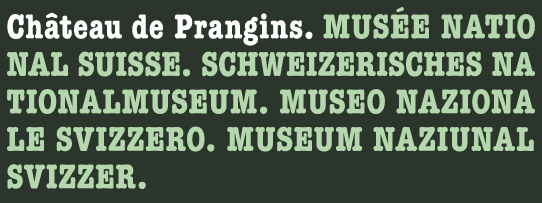 Château de Prangins. MUSÉE NATIO
NAL SUISSE. SCHWEIZERISCHES NA
TIONALMUSEUM. MUSEO NAZIONA
LE SVIZZERO. MUSEUM NAZIUNAL
SVIZZER.